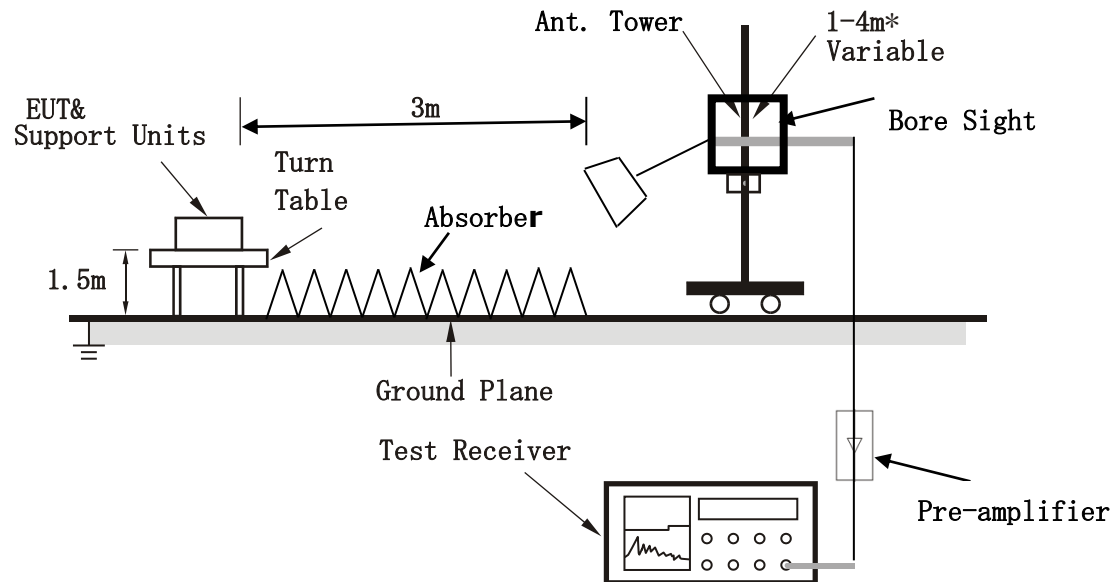 Ant. Tower
1-4m*
Variable
EUT&
Support Units
3m
Bore Sight
Turn
Table
Absorber
1.5m
Ground Plane
Test Receiver
Pre-amplifier